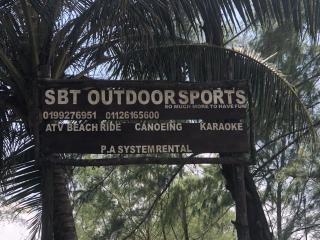 SBT OUTDOOR SPORTS
SO MUCH MORE TO HAVE FUN
0199276951 01126165600
ATV BEACH RIDE CANOEING KARAOKE
P.A SYSTEM RENTAL